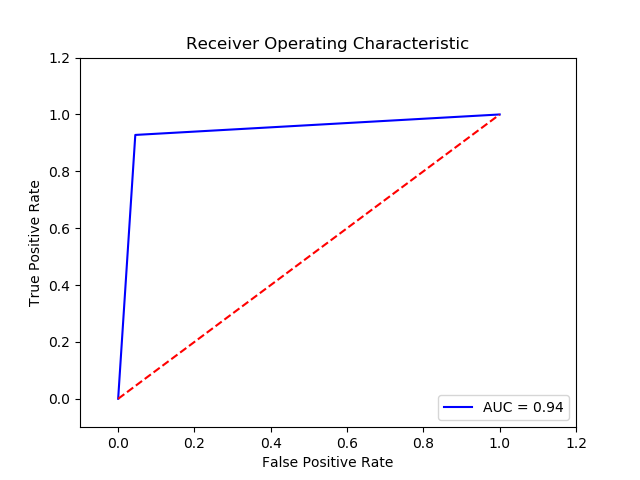 Receiver Operating Characteristic
1.2
1.0
0.8
0.6
0.4
0.2
0.0
True Positive Rate
AUC = 0.94
0.0 0.2 0.4 0.6 0.8 1.0 1.2
False Positive Rate